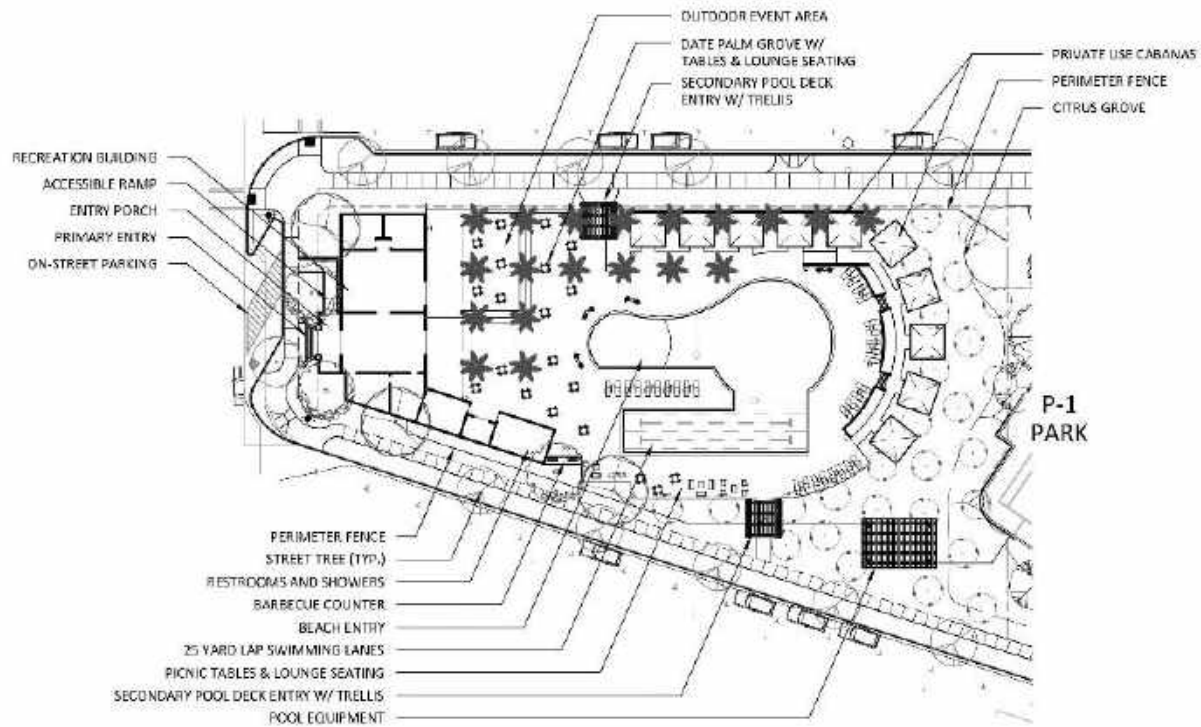 OUTDOOR EVENT AREA
DATE PALM GROVE W/
TABLES & LOUNGE SEATING
SECONDARY POOL DECK
ENTRY W/ TRELLIS
PRIVATE USE CABANAS
PERIMETER FENCE
CITRUS GROVE
RECREATION BUILDING
ACCESSIBLE RAMP
ENTRY PORCH
PRIMARY ENTRY
ON-STREET PARKING
P-1
PARK
PERIMETER FENCE
STREET TREE (TYP.)
RESTROOMS AND SHOWERS
BARBECUE COUNTER
BEACH ENTRY
25 YARD LAP SWIMMING LANES
PICNIC TABLES & LOUNGE SEATING
SECONDARY POOL DECK ENTRY W/ TRELLIS
POOL EQUIPMENT